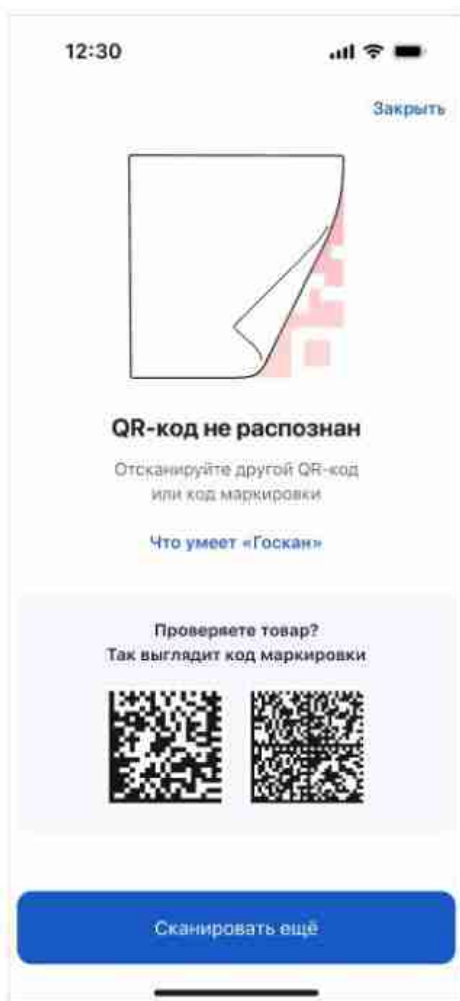 12:30
Закрыть
QR-код не распознан
Отсканируйте другой QR-код
или код маркировки
Что умеет «Госкан»
Проверяете товар?
Так выглядит код маркировки
Сканировать ещё